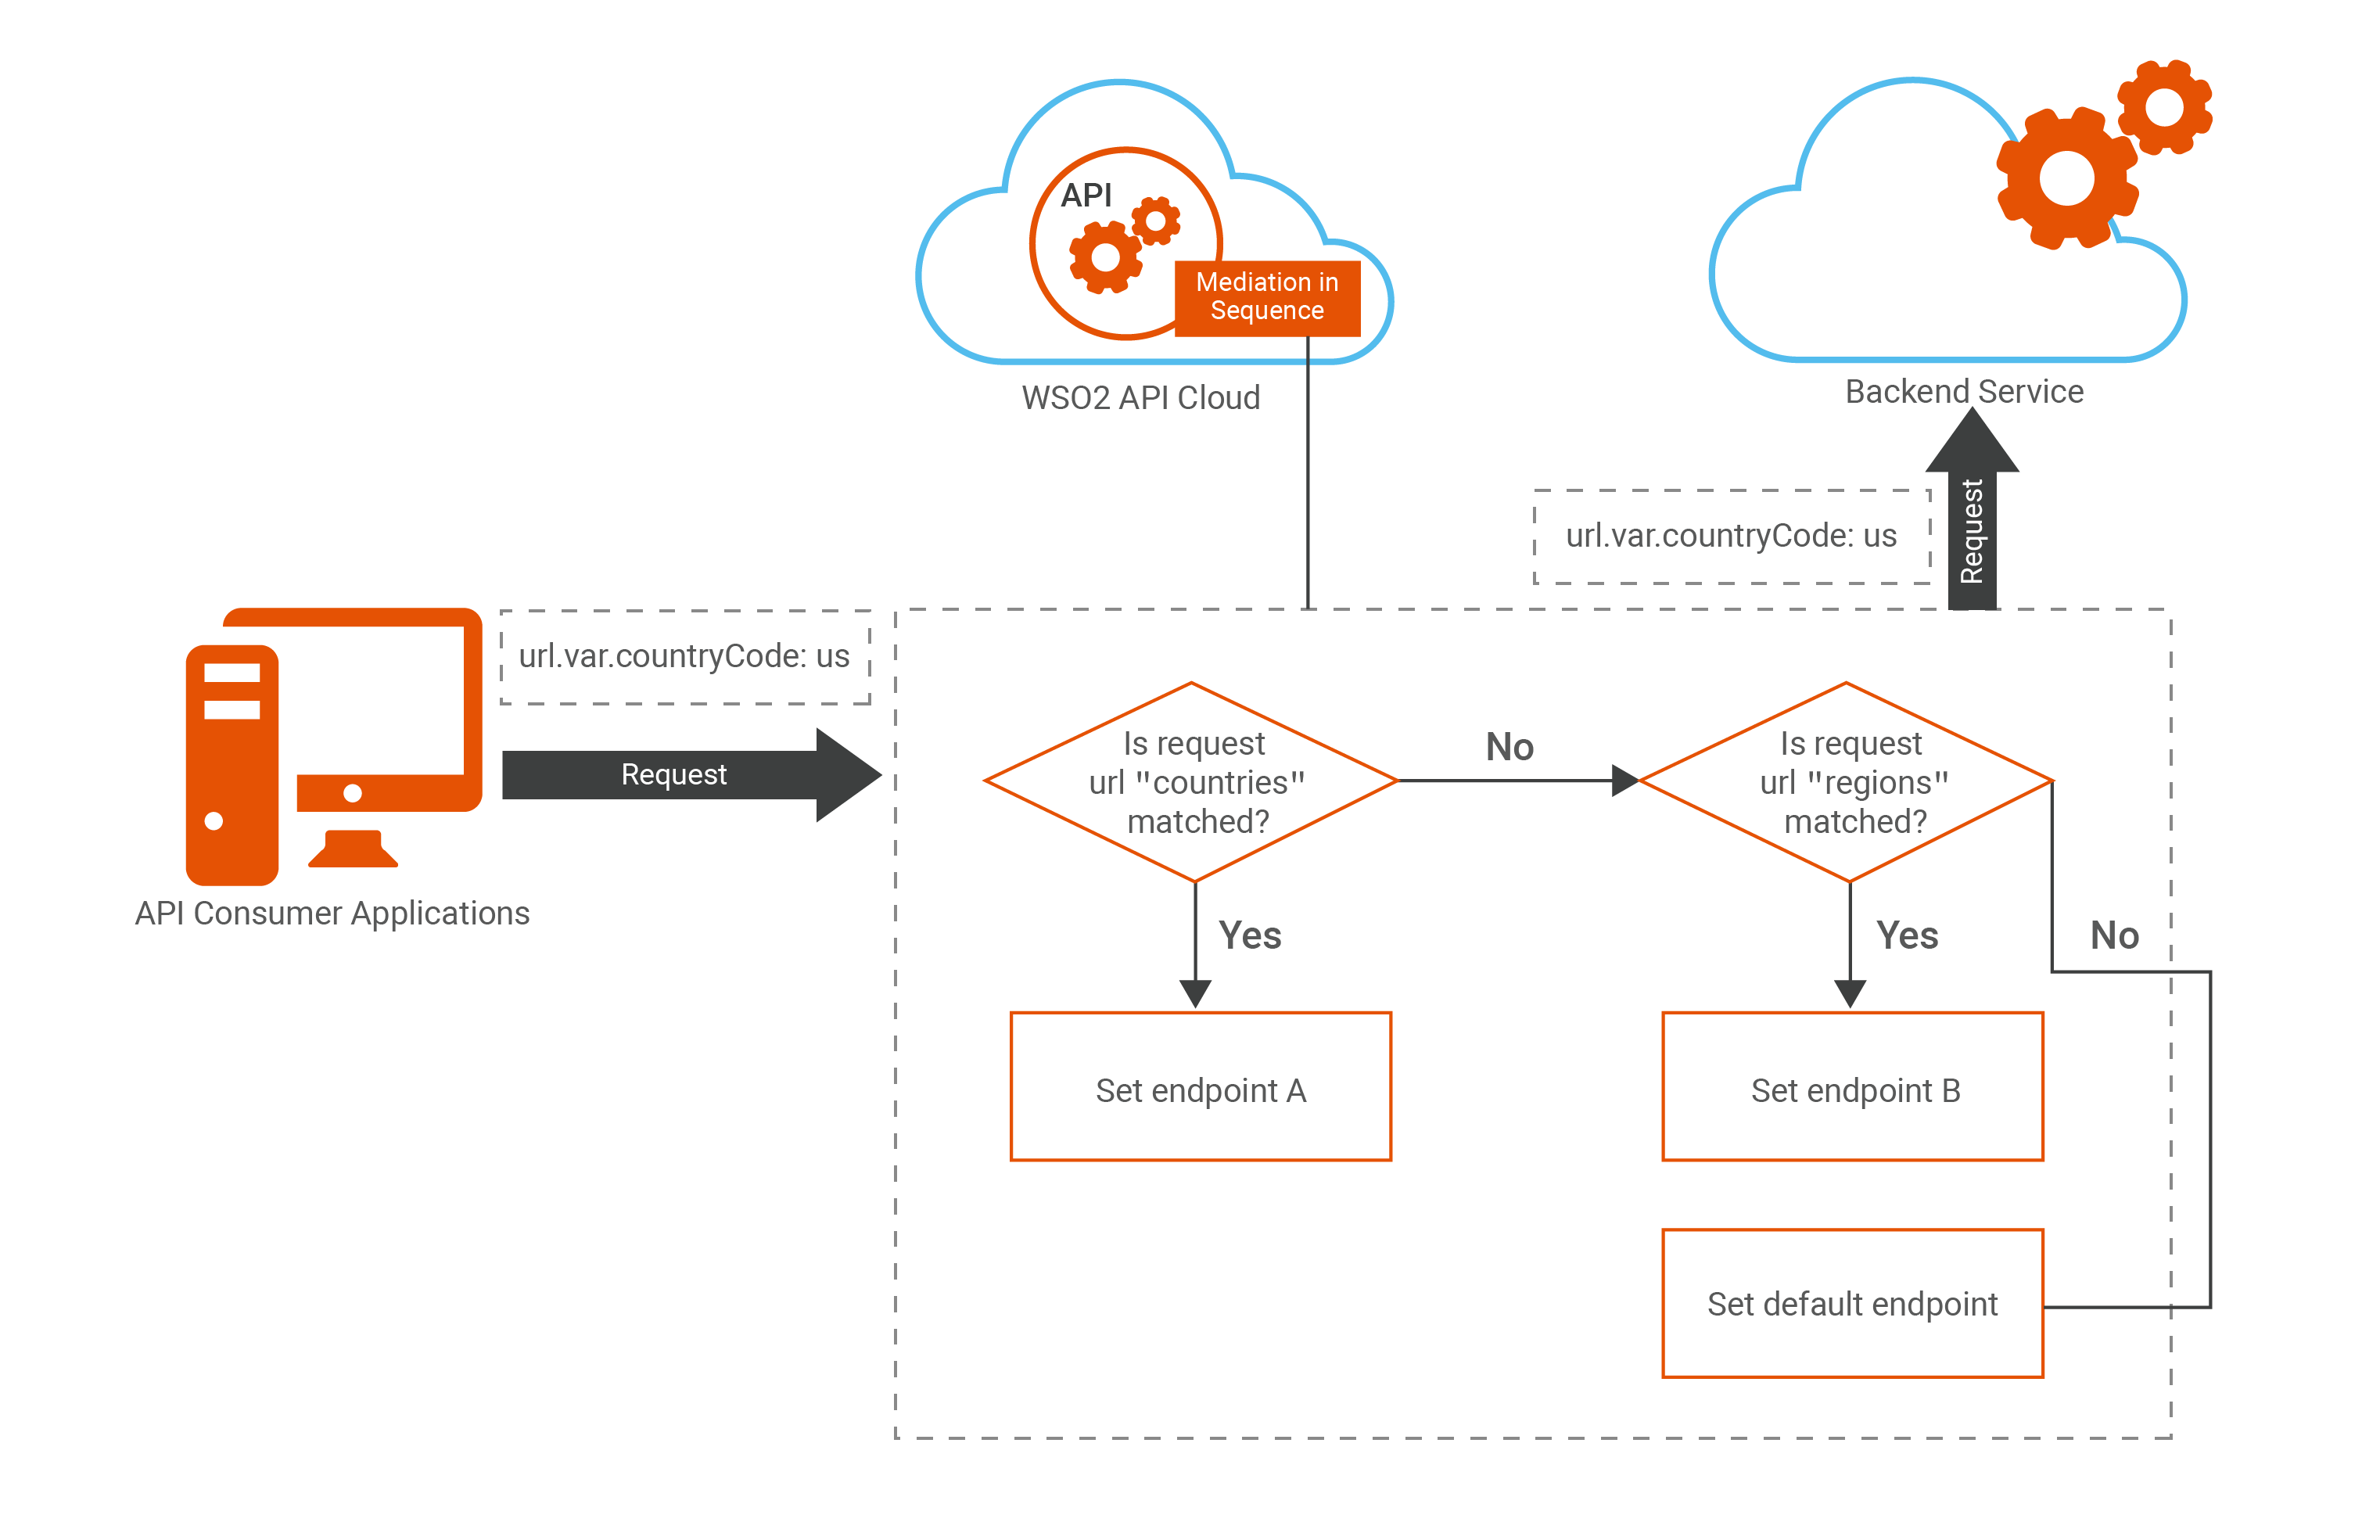 API
Mediation in
Sequence
WSO2 API Cloud
Backend Service
url.var.countryCode: us
Request
url.var.countryCode: us
Request
API Consumer Applications
Is request
url "countries"
matched?
No
Is request
url "regions"
matched?
Yes
Yes
No
Set endpoint A
Set endpoint B
Set default endpoint